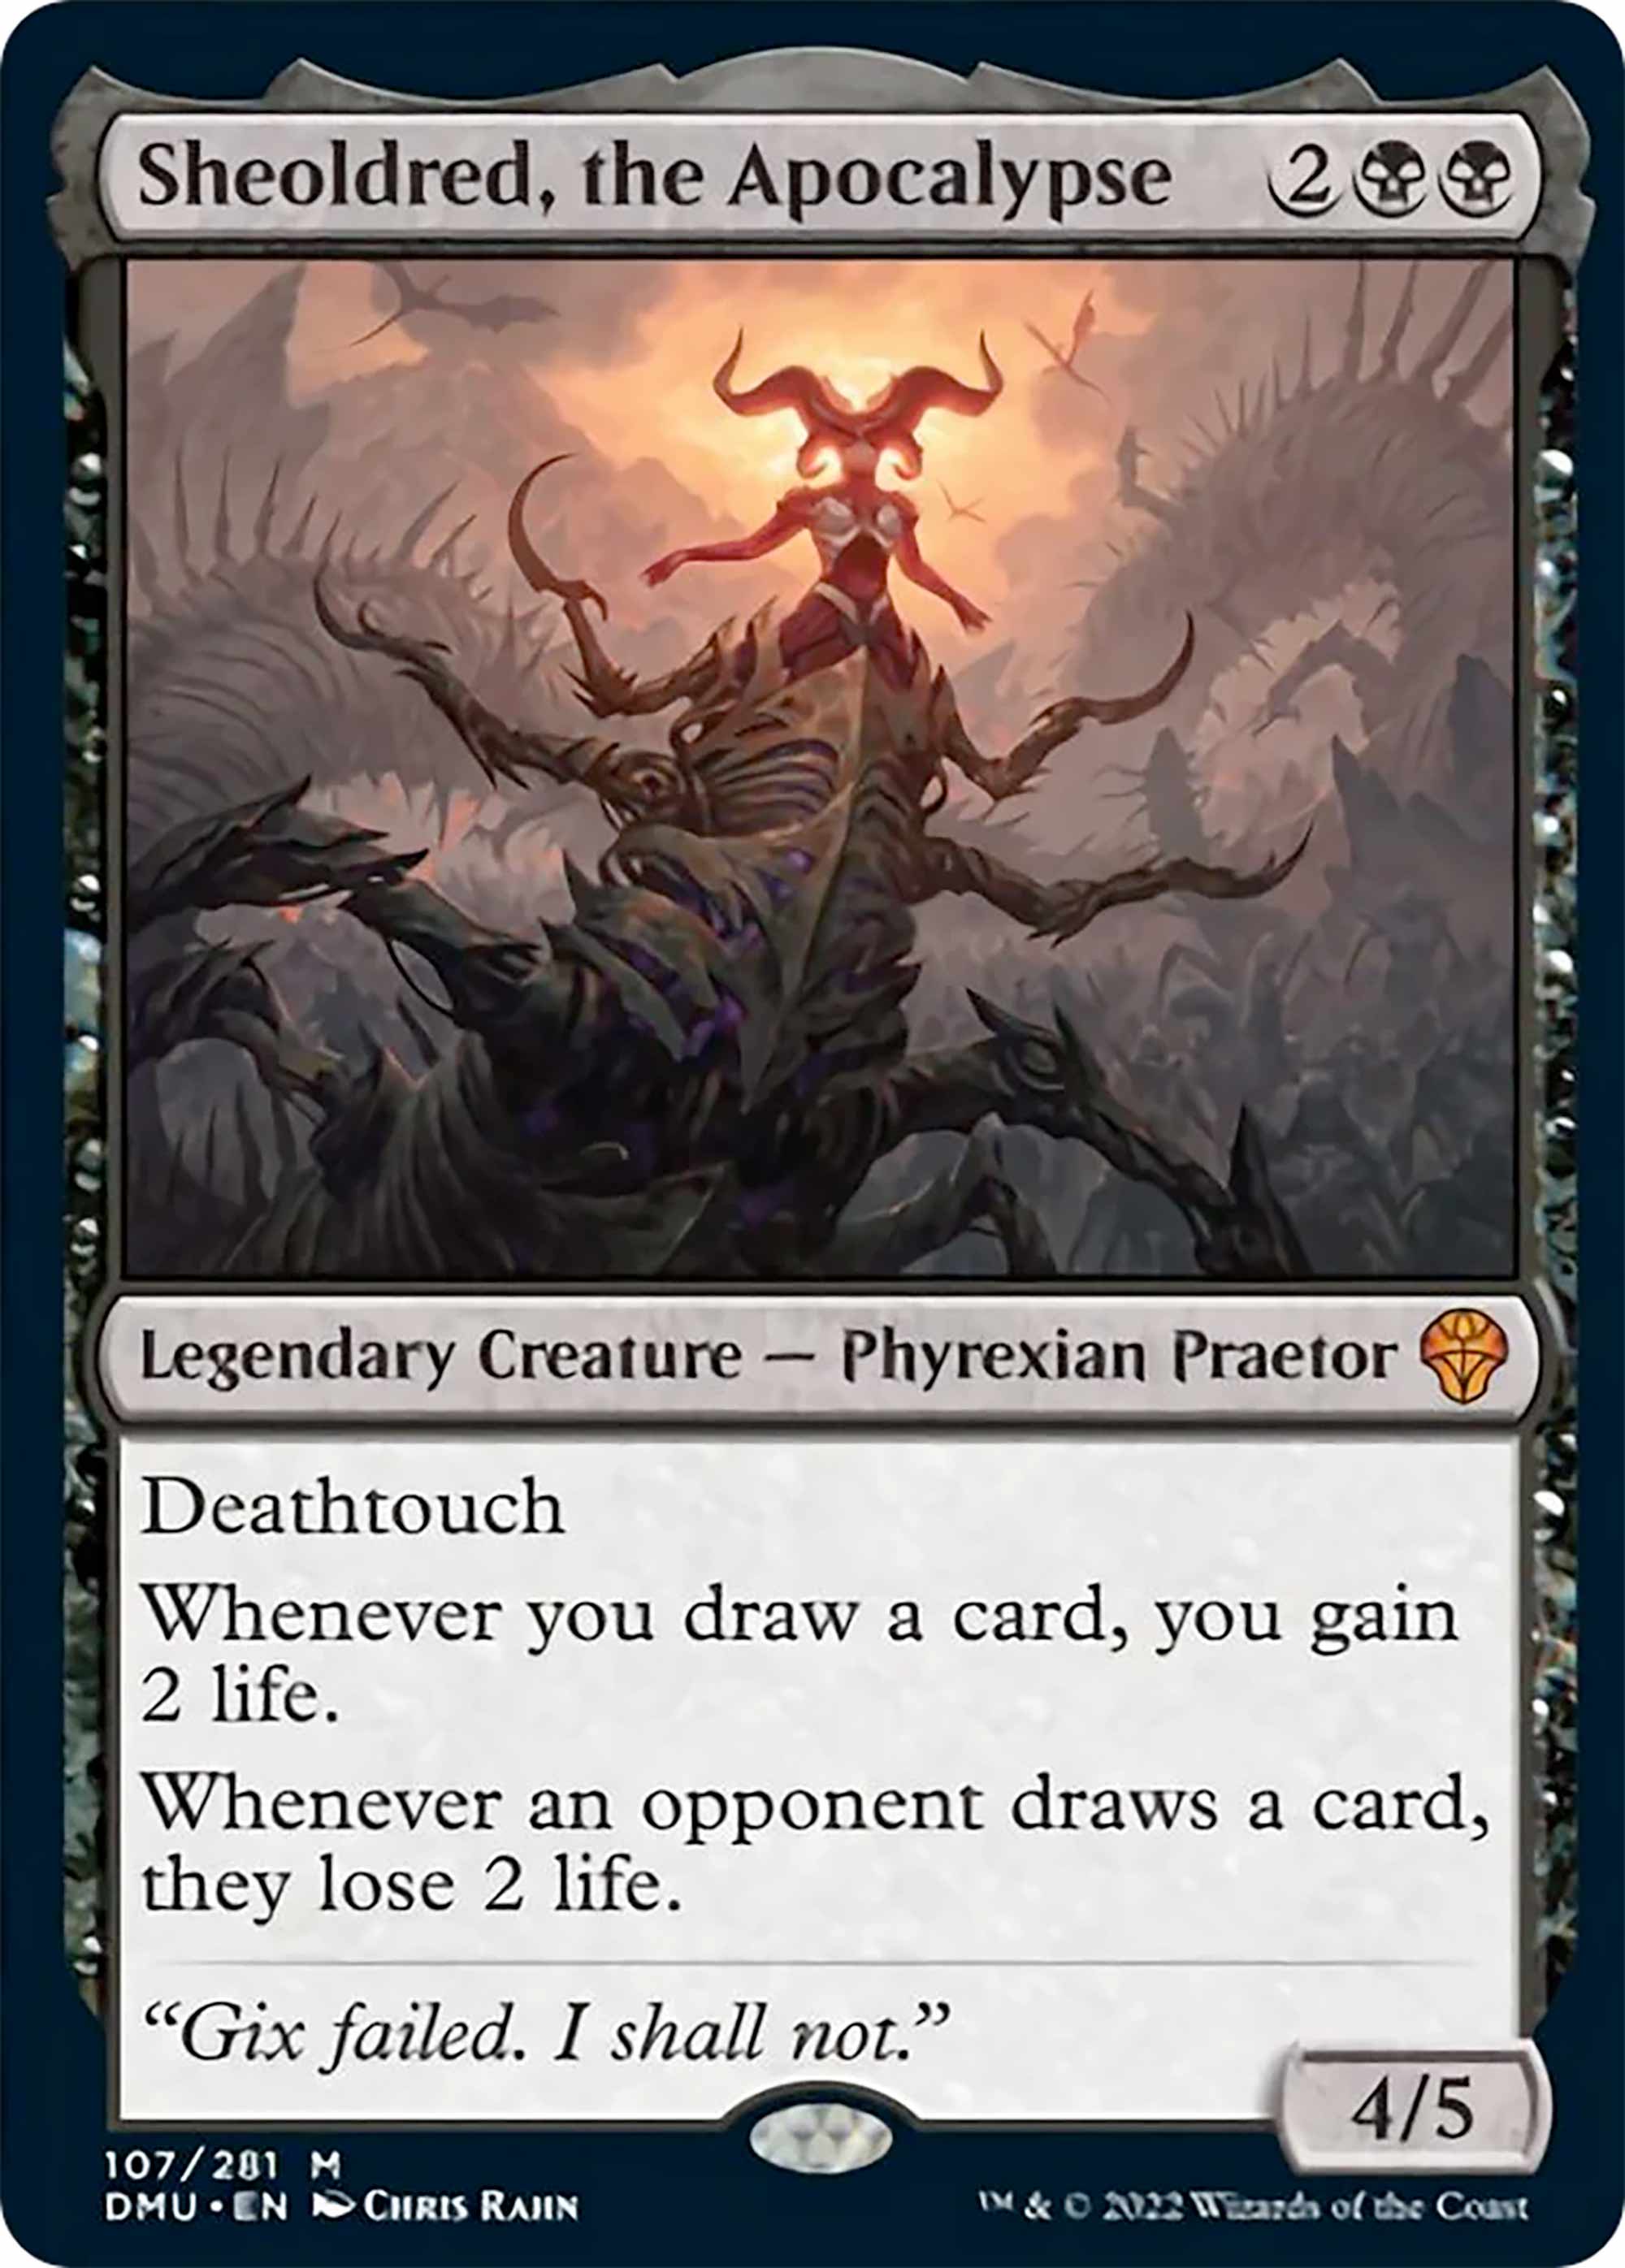 Sheoldred, the Apocalypse 2
Legendary Creature — Phyrexian Praetor
Deathtouch
Whenever you draw a card, you gain
2 life.
Whenever an opponent draws a card,
they lose 2 life.
“Gix failed. I shall not.”
4/5
107/281 M
DMU • EN Chris Rahn
™ & © 2022 Wizards of the Coast